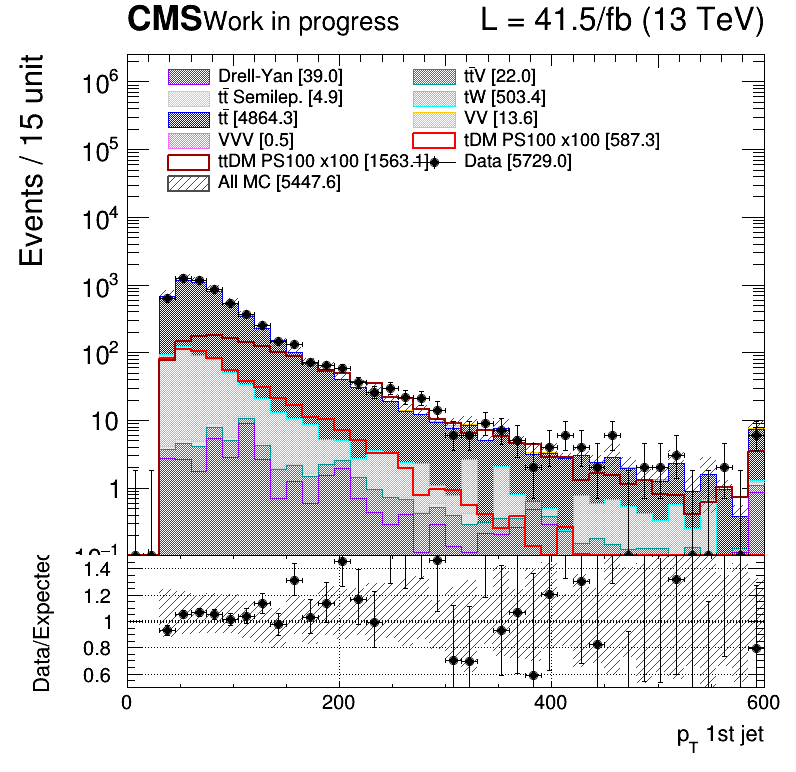 CMS Work in progress L = 41.5/fb (13 TeV)
Events / 15 unit
Drell-Yan [39.0] tt̄V [22.0]
tt̄ Semilep. [4.9] tW [503.4]
tt̄ [4864.3] VV [13.6]
VVV [0.5] tDM PS100 x100 [587.3]
ttDM PS100 x100 [1563.1] Data [5729.0]
All MC [5447.6]
10⁶
10⁵
10⁴
10³
10²
10
1
10⁻¹
Data/Expected
1.4
1.2
1
0.8
0.6
0 200 400 600
p_T 1st jet